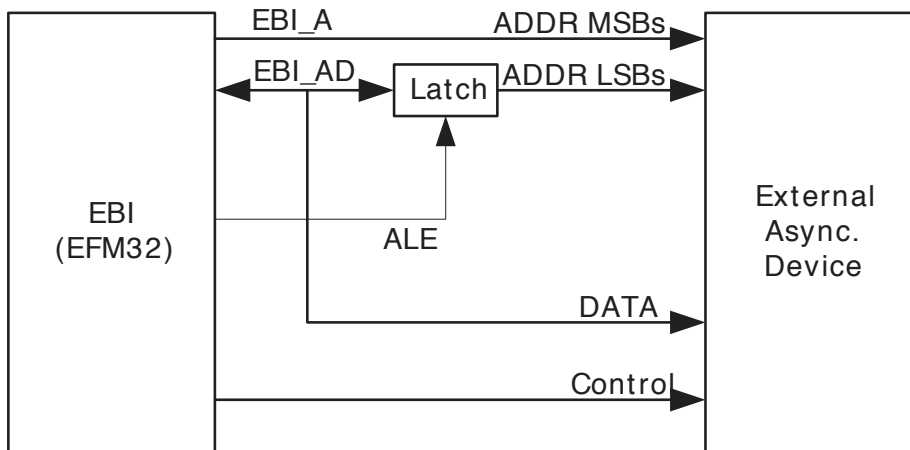 EBI_A
ADDR MSBs
EBI_AD
Latch
ADDR LSBs
EBI
(EFM32)
ALE
External
Async.
Device
DATA
Control